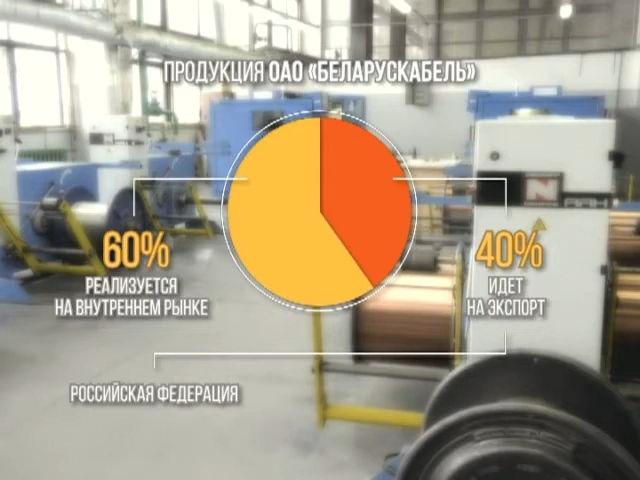 ПРОДУКЦИЯ ОАО «БЕЛАРУСКАБЕЛЬ»
60%
РЕАЛИЗУЕТСЯ
НА ВНУТРЕННЕМ РЫНКЕ
40%
ИДЕТ
НА ЭКСПОРТ
РОССИЙСКАЯ ФЕДЕРАЦИЯ